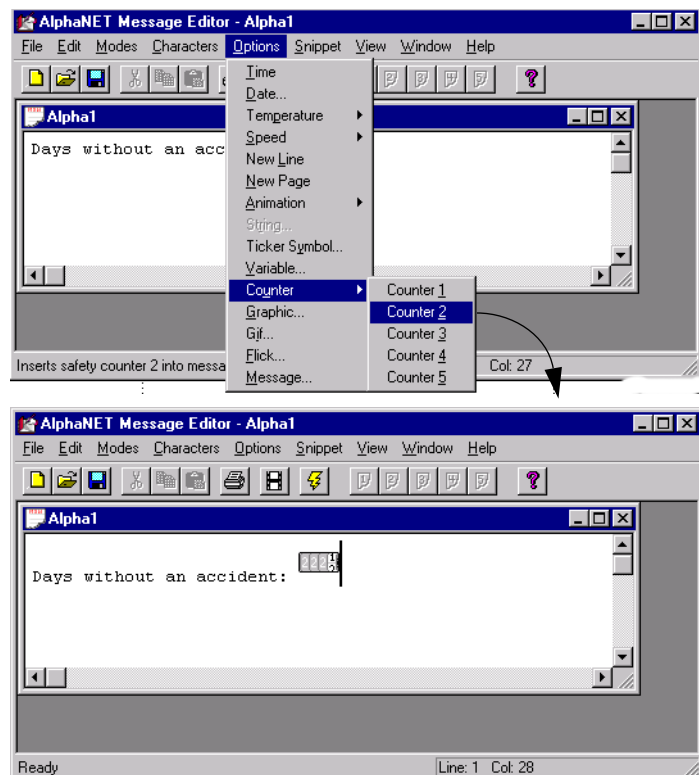 AlphaNET Message Editor - Alpha1
File Edit Modes Characters Options Snippet View Window Help
Alpha1
Days without an acc
Time
Date...
Temperature
Speed
New Line
New Page
Animation
String...
Ticker Symbol...
Variable...
Counter
Graphic...
Gif...
Flick...
Message...
Counter 1
Counter 2
Counter 3
Counter 4
Counter 5
Inserts safety counter 2 into messa
Col: 27
AlphaNET Message Editor - Alpha1
File Edit Modes Characters Options Snippet View Window Help
Alpha1
Days without an accident:
Ready
Line: 1 Col: 28